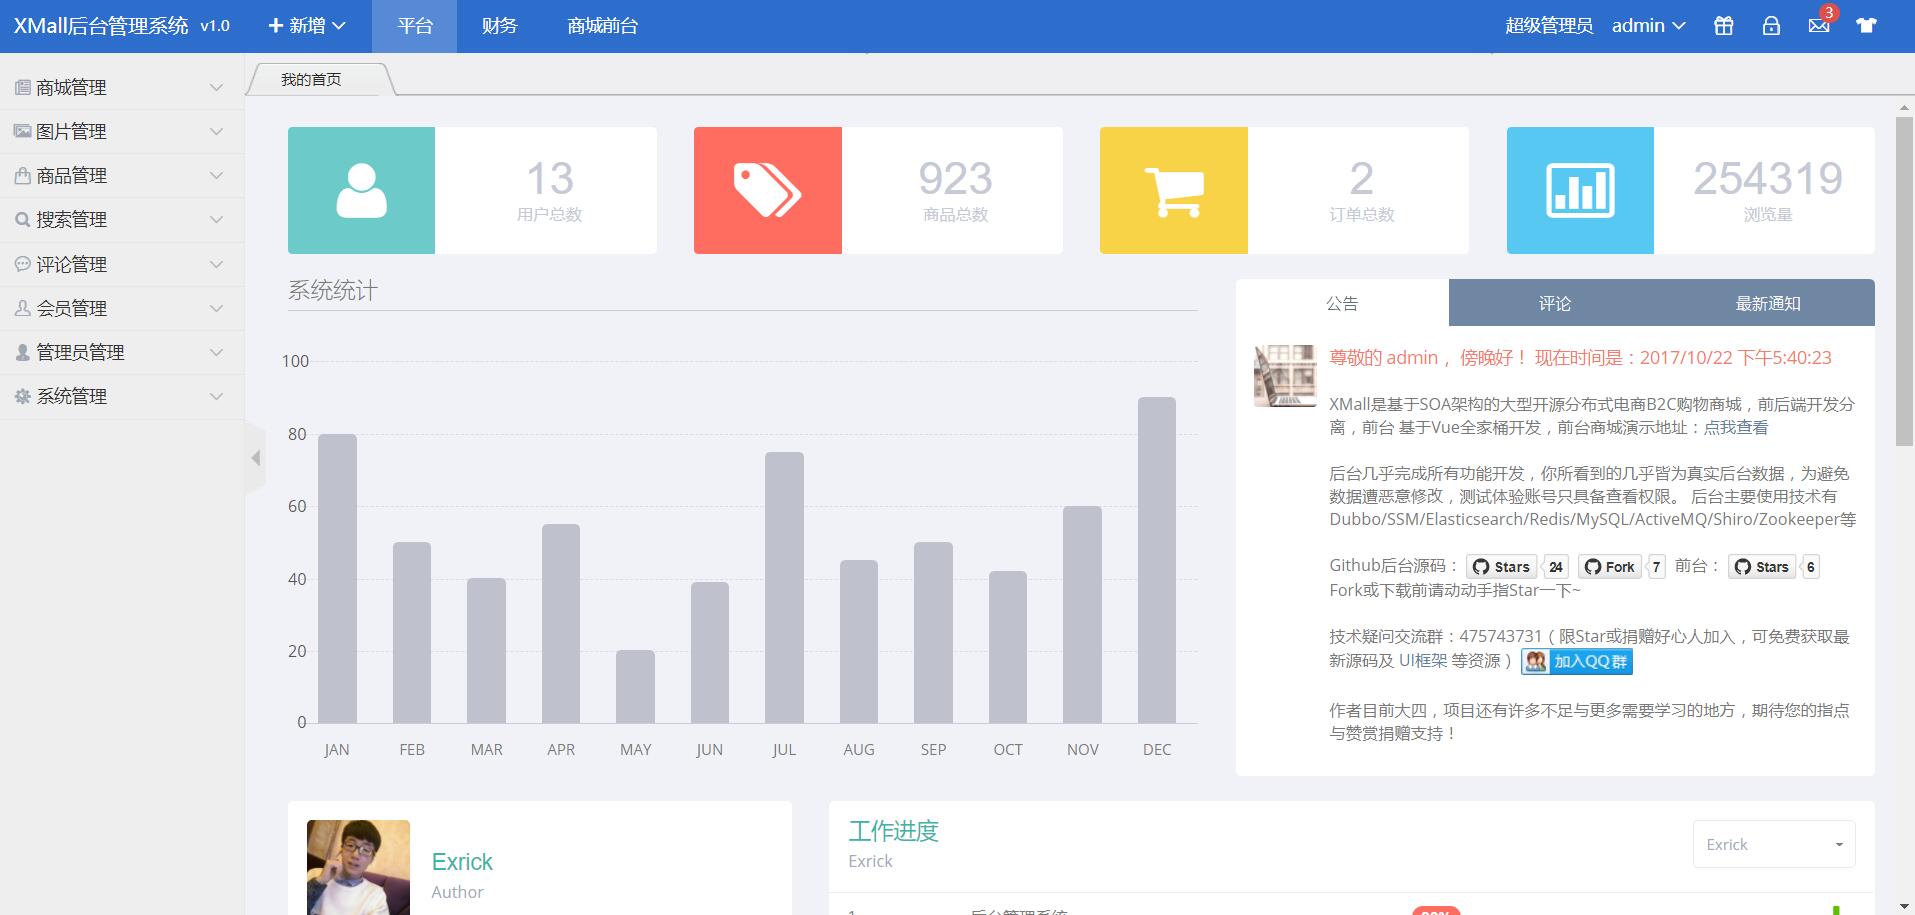 XMall后台管理系统 v1.0 新增 平台 财务 商城前台 超级管理员 admin 3
商城管理
图片管理
商品管理
搜索管理
评论管理
会员管理
管理员管理
系统管理
我的首页
13
用户总数
923
商品总数
2
订单总数
254319
浏览量
系统统计
100
80
60
40
20
0
JAN FEB MAR APR MAY JUN JUL AUG SEP OCT NOV DEC
公告 评论 最新通知
尊敬的 admin ，傍晚好！ 现在时间是：2017/10/22 下午5:40:23
XMall是基于SOA架构的大型开源分布式电商B2C购物商城，前后端开发分
离，前台 基于Vue全家桶开发，前台商城演示地址：点我查看
后台几乎完成所有功能开发，你所看到的几乎皆为真实后台数据，为避免
数据遭恶意修改，测试体验账号只具备查看权限。 后台主要使用技术有
Dubbo/SSM/Elasticsearch/Redis/MySQL/ActiveMQ/Shiro/Zookeeper等
Github后台源码： Stars 24 Fork 7 前台： Stars 6
Fork或下载前请动动手指Star一下~
技术疑问交流群：475743731（限Star或捐赠好心人加入，可免费获取最
新源码及 UI框架 等资源） 加入QQ群
作者目前大四，项目还有许多不足与更多需要学习的地方，期待您的指点
与赞赏捐赠支持！
Exrick
Author
工作进度
Exrick
Exrick
1 后台管理系统